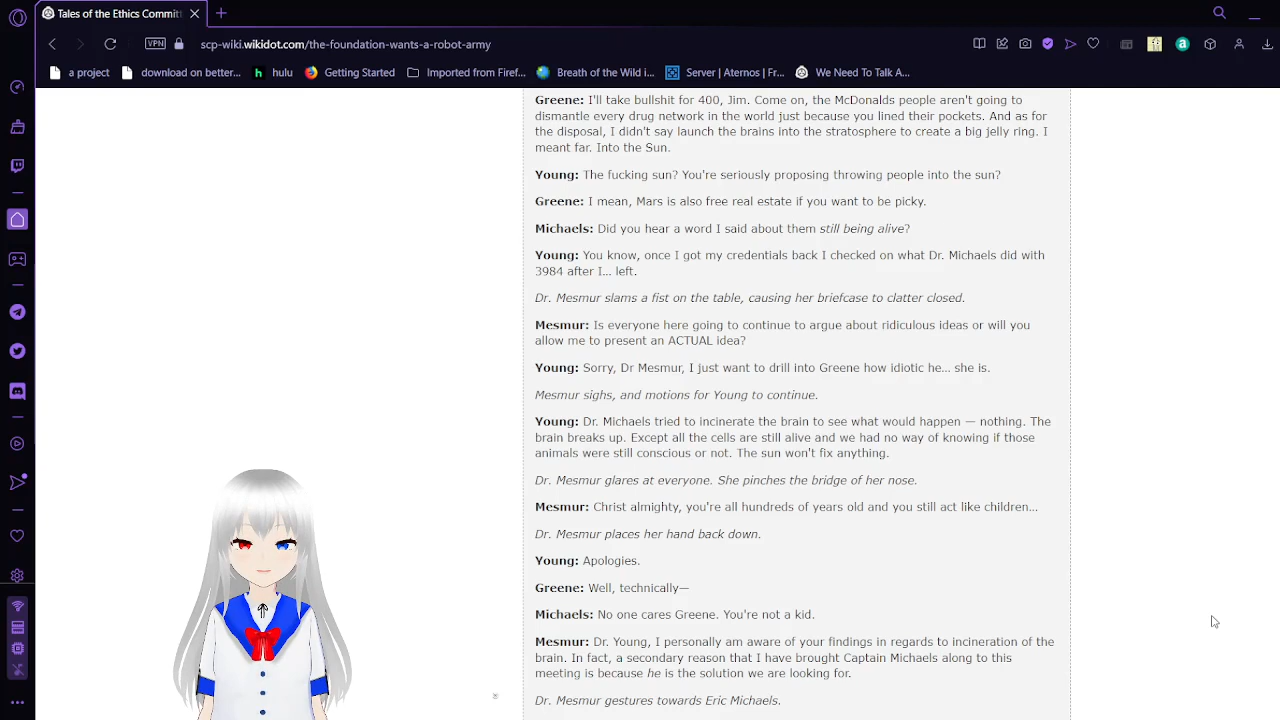 Tales of the Ethics Committ
scp-wiki.wikidot.com/the-foundation-wants-a-robot-army
VPN
a project
download on better...
hulu
Getting Started
Imported from Firef...
Breath of the Wild i...
Server | Aternos | Fr...
We Need To Talk A...
Greene: I'll take bullshit for 400, Jim. Come on, the McDonalds people aren't going to
dismantle every drug network in the world just because you lined their pockets. And as for
the disposal, I didn't say launch the brains into the stratosphere to create a big jelly ring. I
meant far. Into the Sun.
Young: The fucking sun? You're seriously proposing throwing people into the sun?
Greene: I mean, Mars is also free real estate if you want to be picky.
Michaels: Did you hear a word I said about them still being alive?
Young: You know, once I got my credentials back I checked on what Dr. Michaels did with
3984 after I... left.
Dr. Mesmur slams a fist on the table, causing her briefcase to clatter closed.
Mesmur: Is everyone here going to continue to argue about ridiculous ideas or will you
allow me to present an ACTUAL idea?
Young: Sorry, Dr Mesmur, I just want to drill into Greene how idiotic he... she is.
Mesmur sighs, and motions for Young to continue.
Young: Dr. Michaels tried to incinerate the brain to see what would happen — nothing. The
brain breaks up. Except all the cells are still alive and we had no way of knowing if those
animals were still conscious or not. The sun won't fix anything.
Dr. Mesmur glares at everyone. She pinches the bridge of her nose.
Mesmur: Christ almighty, you're all hundreds of years old and you still act like children...
Dr. Mesmur places her hand back down.
Young: Apologies.
Greene: Well, technically—
Michaels: No one cares Greene. You're not a kid.
Mesmur: Dr. Young, I personally am aware of your findings in regards to incineration of the
brain. In fact, a secondary reason that I have brought Captain Michaels along to this
meeting is because he is the solution we are looking for.
Dr. Mesmur gestures towards Eric Michaels.